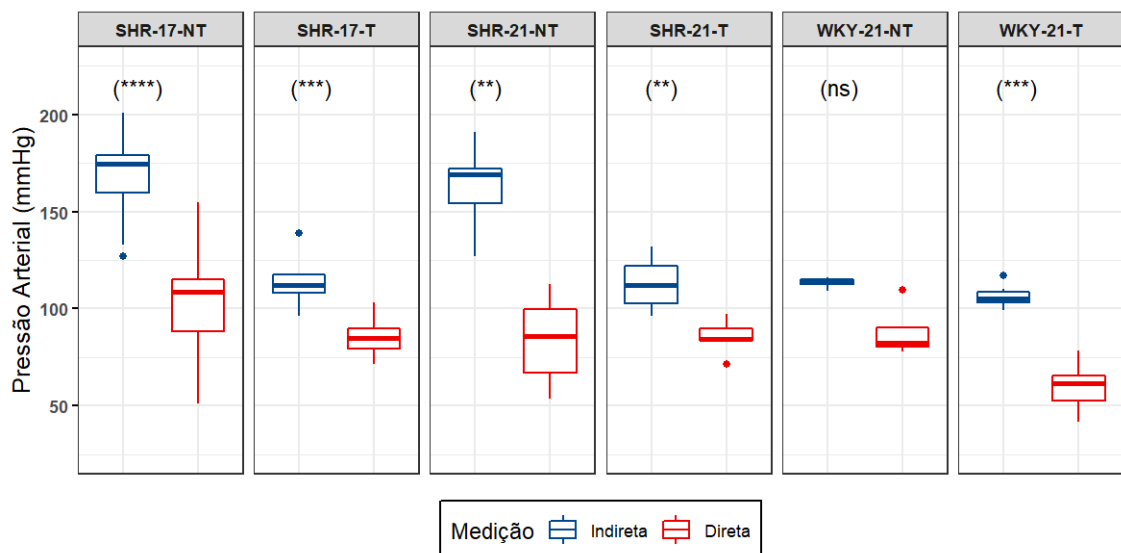 SHR-17-NT SHR-17-T SHR-21-NT SHR-21-T WKY-21-NT WKY-21-T
(****) (***) (**) (**) (ns) (***)
Pressão Arterial (mmHg)
200
150
100
50
Medição Indireta Direta